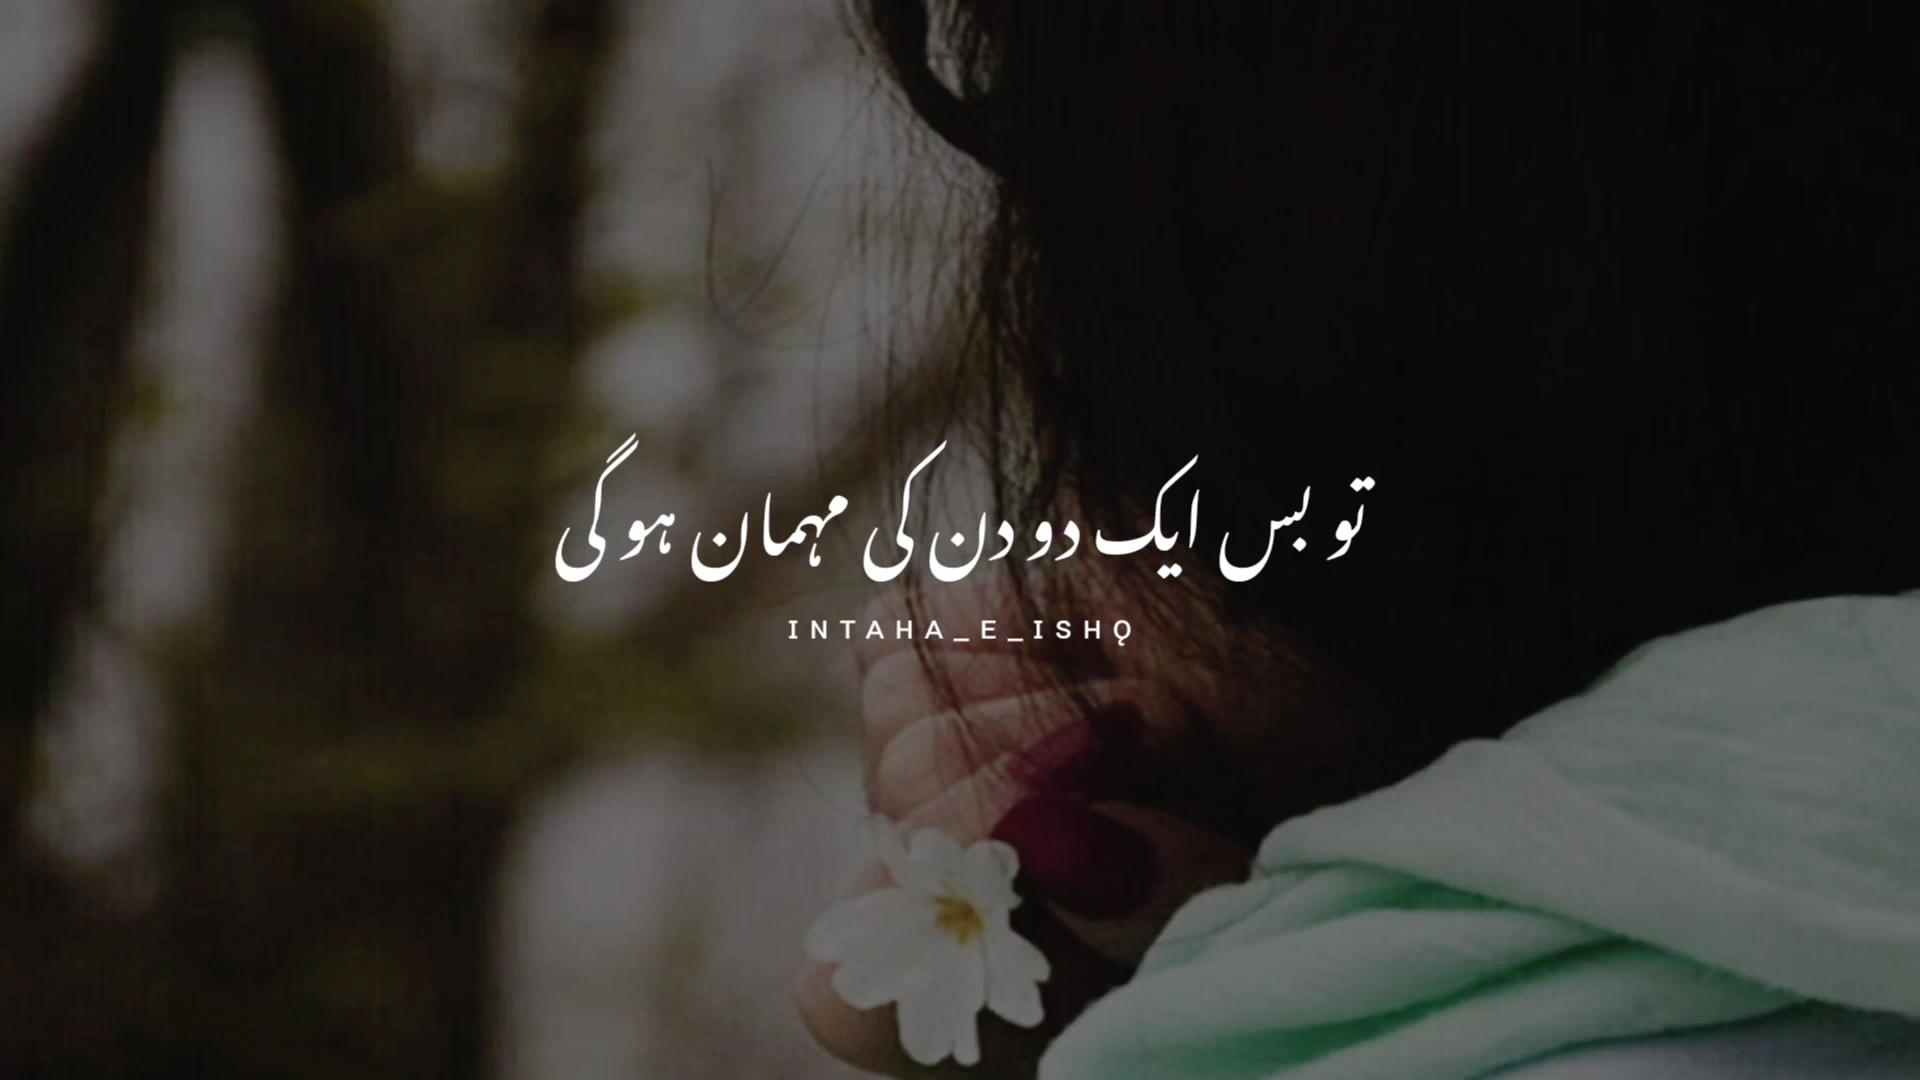 تو بس ایک دو دن کی مہمان ہو گی
INTAHA_E_ISHQ